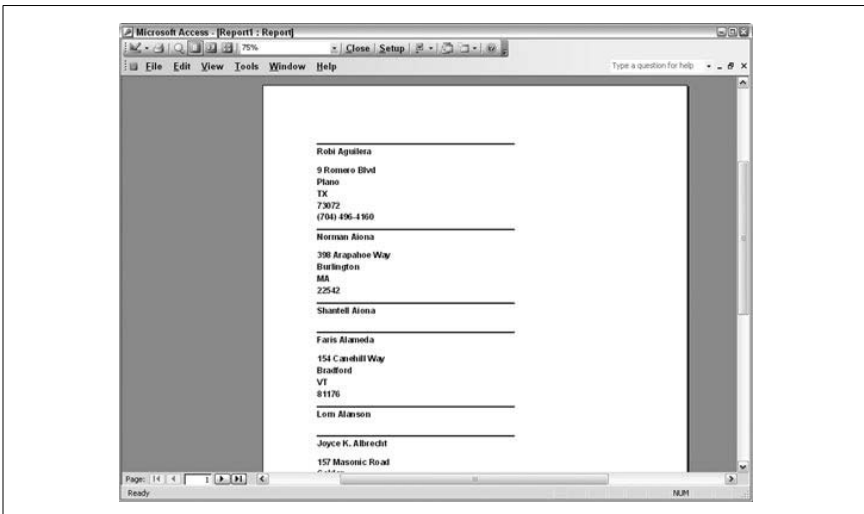 Microsoft Access - [Report1 : Report]
75% Close Setup
File Edit View Tools Window Help Type a question for help
Robi Aguilera
9 Romero Blvd
Plano
TX
73072
(704) 496-4160
Norman Aiona
398 Arapahoe Way
Burlington
MA
22542
Shantell Aiona
Faris Alameda
154 Canehill Way
Bradford
VT
81176
Lorn Alanson
Joyce K. Albrecht
157 Masonic Road
Page: 1
Ready NUM